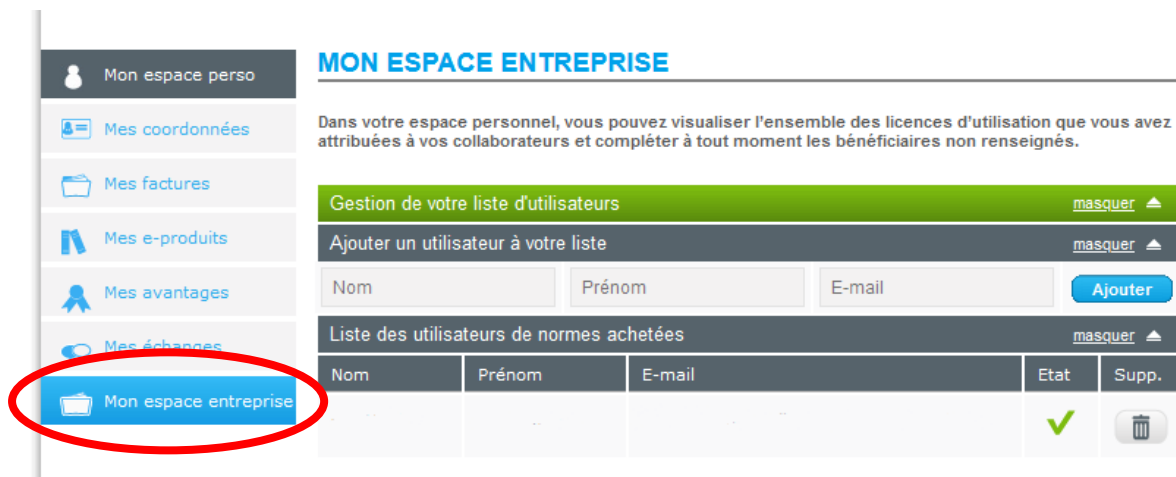 Mon espace perso
Mes coordonnées
Mes factures
Mes e-produits
Mes avantages
Mes échanges
Mon espace entreprise
MON ESPACE ENTREPRISE
Dans votre espace personnel, vous pouvez visualiser l'ensemble des licences d'utilisation que vous avez
attribuées à vos collaborateurs et compléter à tout moment les bénéficiaires non renseignés.
Gestion de votre liste d'utilisateurs masquer
Ajouter un utilisateur à votre liste masquer
Nom Prénom E-mail Ajouter
Liste des utilisateurs de normes achetées masquer
Nom Prénom E-mail Etat Supp.